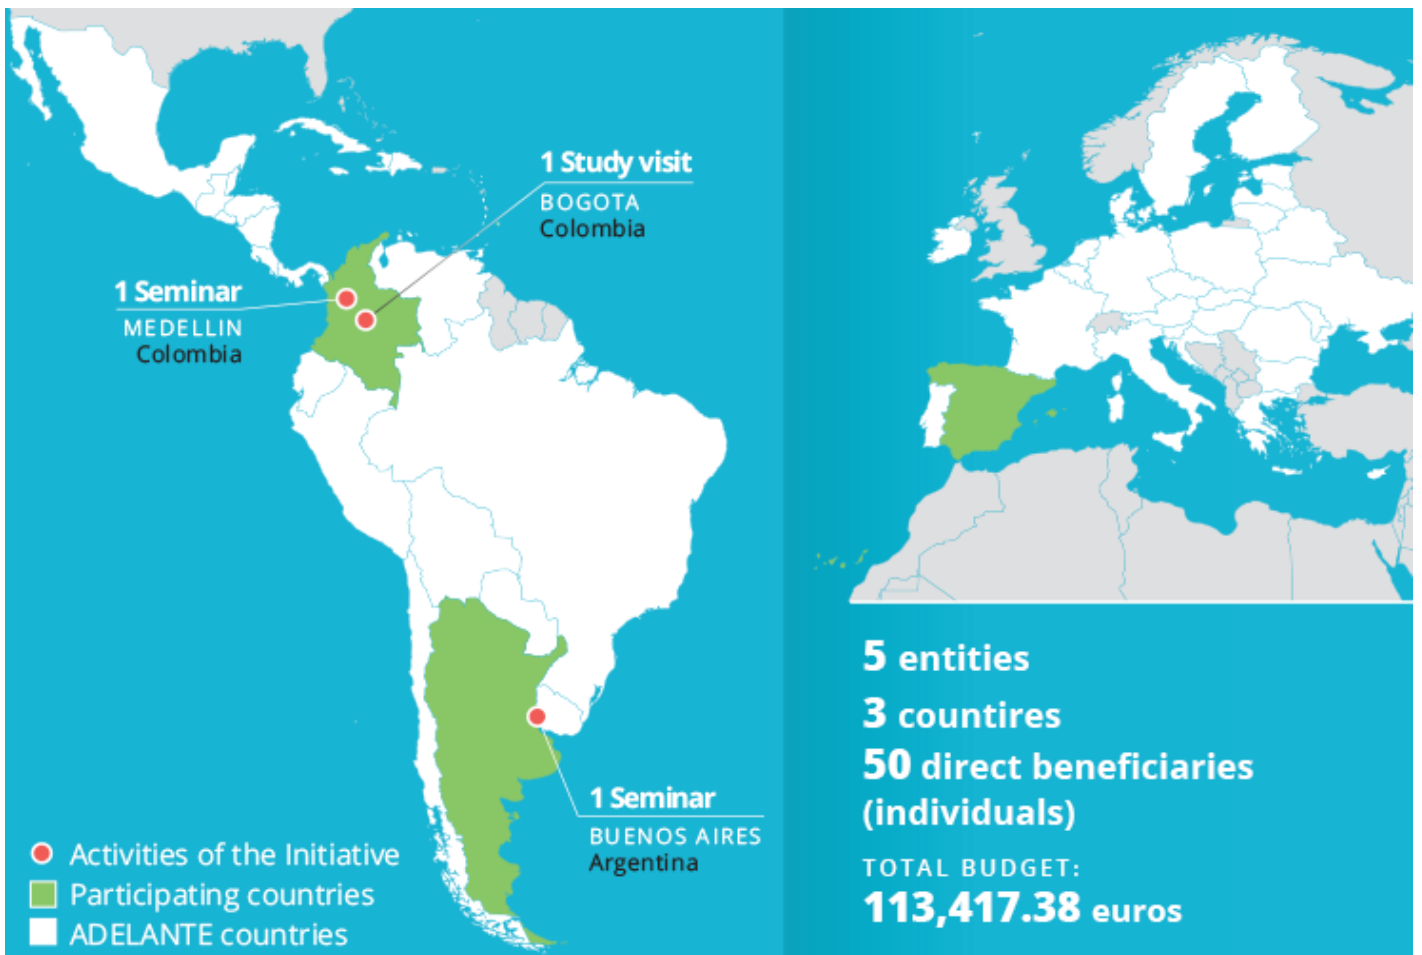 1 Study visit
BOGOTA
Colombia
1 Seminar
MEDELLIN
Colombia
1 Seminar
BUENOS AIRES
Argentina
Activities of the Initiative
Participating countries
ADELANTE countries
5 entities
3 countires
50 direct beneficiaries
(individuals)
TOTAL BUDGET:
113,417.38 euros